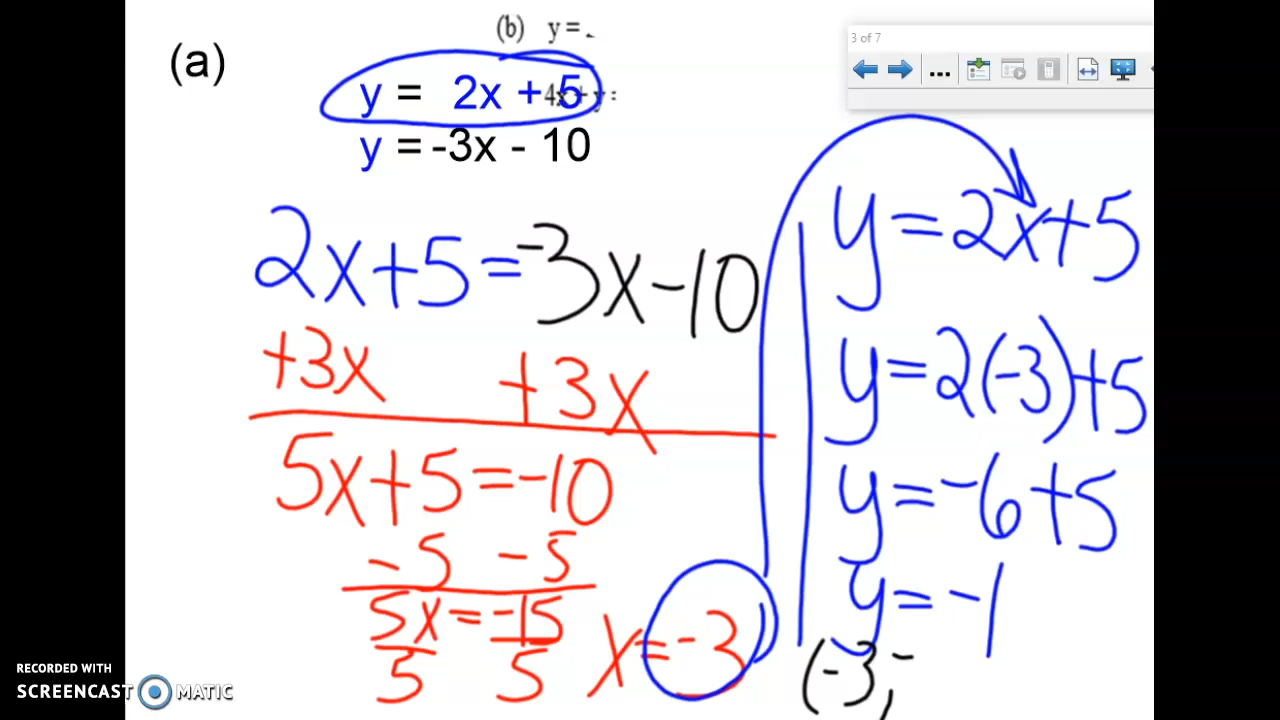 (b) y =
(a)
y = 2x + 5
4x + y =
y = -3x - 10
3 of 7
2x+5=-3x-10
+3x +3x
5x+5=-10
-5 -5
5x=-15
5 5
x=-3
y=2x+5
y=2(-3)+5
y=-6+5
y=-1
(-3,-
RECORDED WITH
SCREENCAST MATIC